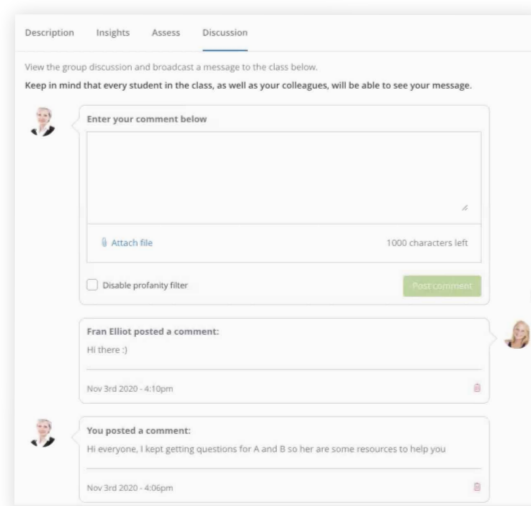 Description Insights Assess Discussion
View the group discussion and broadcast a message to the class below.
Keep in mind that every student in the class, as well as your colleagues, will be able to see your message.
Enter your comment below
Attach file 1000 characters left
Disable profanity filter Post comment
Fran Elliot posted a comment:
Hi there :)
Nov 3rd 2020 - 4:10pm
You posted a comment:
Hi everyone, I kept getting questions for A and B so her are some resources to help you
Nov 3rd 2020 - 4:06pm